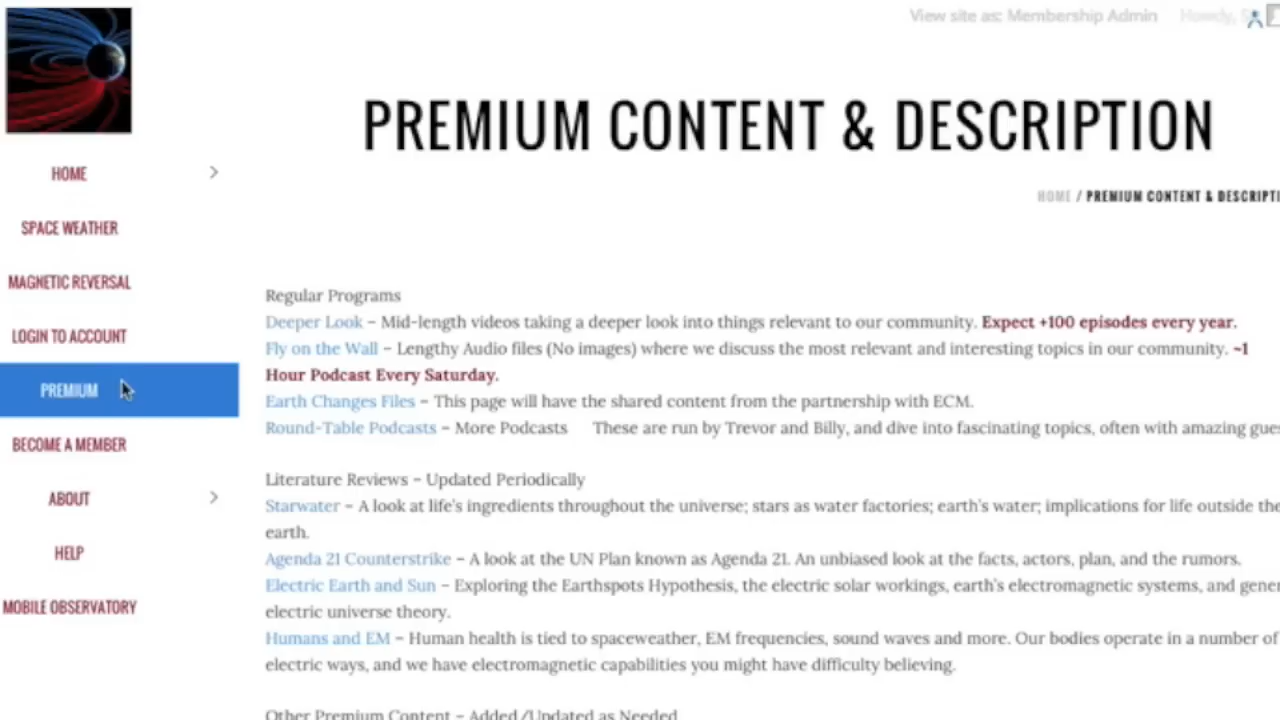 View site as: Membership Admin Howdy,
PREMIUM CONTENT & DESCRIPTION
HOME / PREMIUM CONTENT & DESCRIPTI
HOME
SPACE WEATHER
MAGNETIC REVERSAL
LOGIN TO ACCOUNT
PREMIUM
BECOME A MEMBER
ABOUT
HELP
MOBILE OBSERVATORY
Regular Programs
Deeper Look – Mid-length videos taking a deeper look into things relevant to our community. Expect +100 episodes every year.
Fly on the Wall – Lengthy Audio files (No images) where we discuss the most relevant and interesting topics in our community. ~1
Hour Podcast Every Saturday.
Earth Changes Files – This page will have the shared content from the partnership with ECM.
Round-Table Podcasts – More Podcasts These are run by Trevor and Billy, and dive into fascinating topics, often with amazing gues
Literature Reviews – Updated Periodically
Starwater – A look at life's ingredients throughout the universe; stars as water factories; earth's water; implications for life outside the
earth.
Agenda 21 Counterstrike – A look at the UN Plan known as Agenda 21. An unbiased look at the facts, actors, plan, and the rumors.
Electric Earth and Sun – Exploring the Earthspots Hypothesis, the electric solar workings, earth's electromagnetic systems, and gener
electric universe theory.
Humans and EM – Human health is tied to spaceweather, EM frequencies, sound waves and more. Our bodies operate in a number of
electric ways, and we have electromagnetic capabilities you might have difficulty believing.
Other Premium Content – Added/Updated as Needed